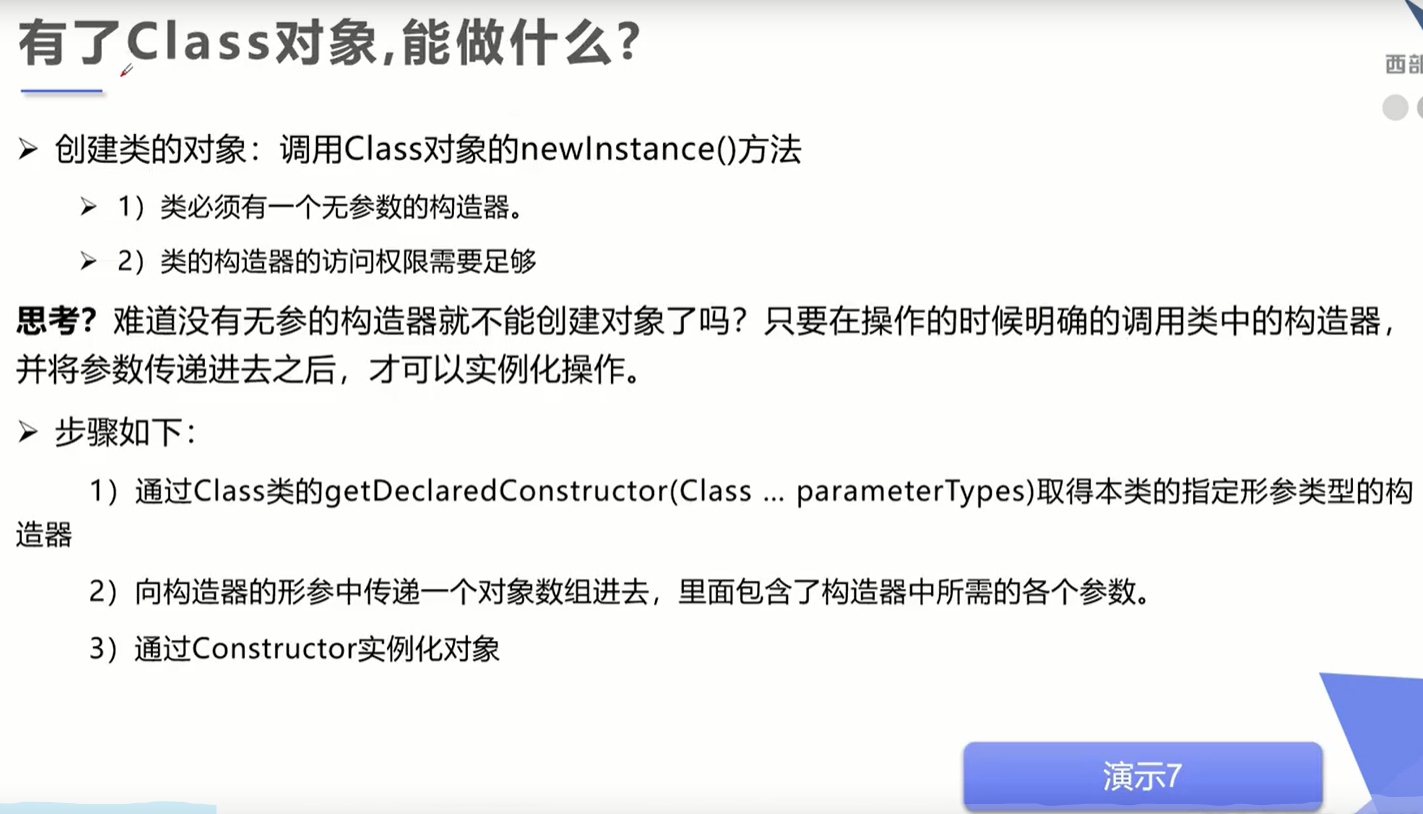 有了Class对象,能做什么?
西部
➢ 创建类的对象：调用Class对象的newInstance()方法
➢ 1）类必须有一个无参数的构造器。
➢ 2）类的构造器的访问权限需要足够
思考？难道没有无参的构造器就不能创建对象了吗？只要在操作的时候明确的调用类中的构造器，
并将参数传递进去之后，才可以实例化操作。
➢ 步骤如下：
1）通过Class类的getDeclaredConstructor(Class … parameterTypes)取得本类的指定形参类型的构
造器
2）向构造器的形参中传递一个对象数组进去，里面包含了构造器中所需的各个参数。
3）通过Constructor实例化对象
演示7